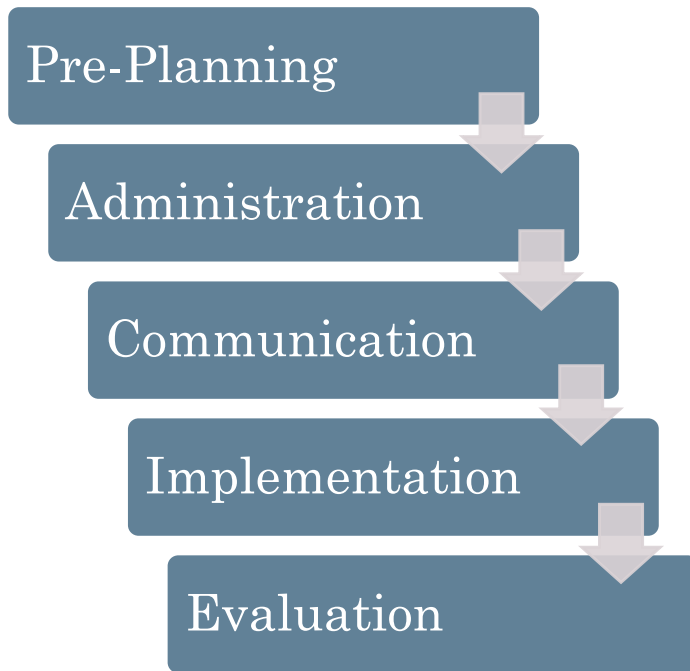 Pre-Planning
Administration
Communication
Implementation
Evaluation